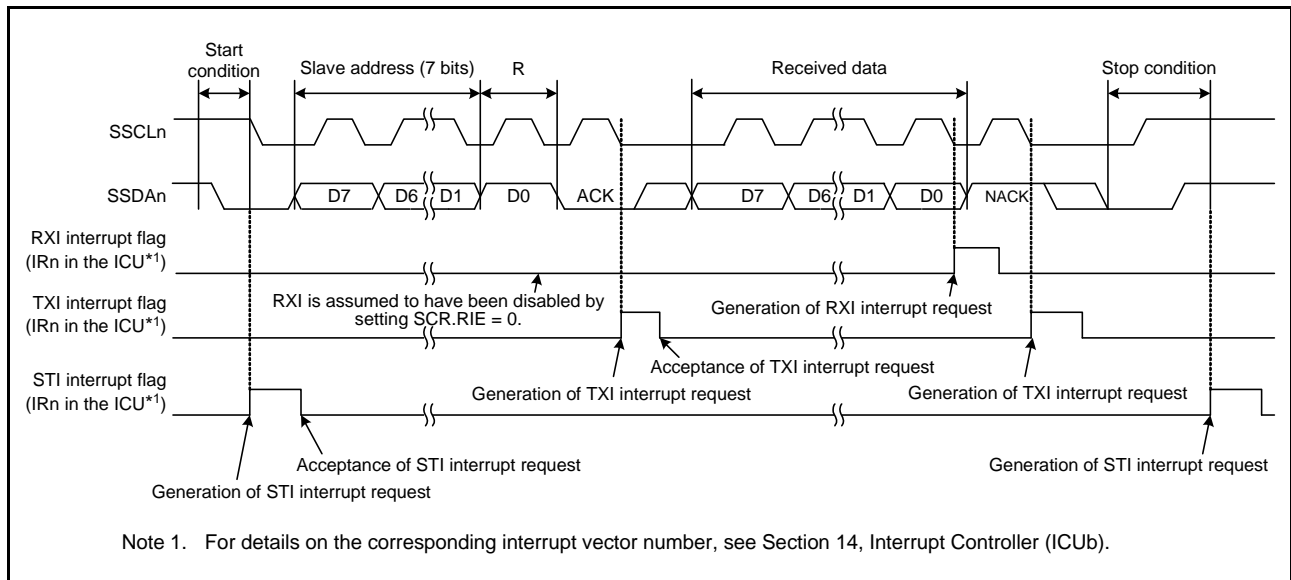 Start
condition
Slave address (7 bits)
R
Received data
Stop condition
SSCLn
SSDAn
D7
D6
D1
D0
ACK
D7
D6
D1
D0
NACK
RXI interrupt flag
(IRn in the ICU*1)
RXI is assumed to have been disabled by
setting SCR.RIE = 0.
Generation of RXI interrupt request
TXI interrupt flag
(IRn in the ICU*1)
Acceptance of TXI interrupt request
Generation of TXI interrupt request
Generation of TXI interrupt request
STI interrupt flag
(IRn in the ICU*1)
Acceptance of STI interrupt request
Generation of STI interrupt request
Generation of STI interrupt request
Note 1. For details on the corresponding interrupt vector number, see Section 14, Interrupt Controller (ICUb).